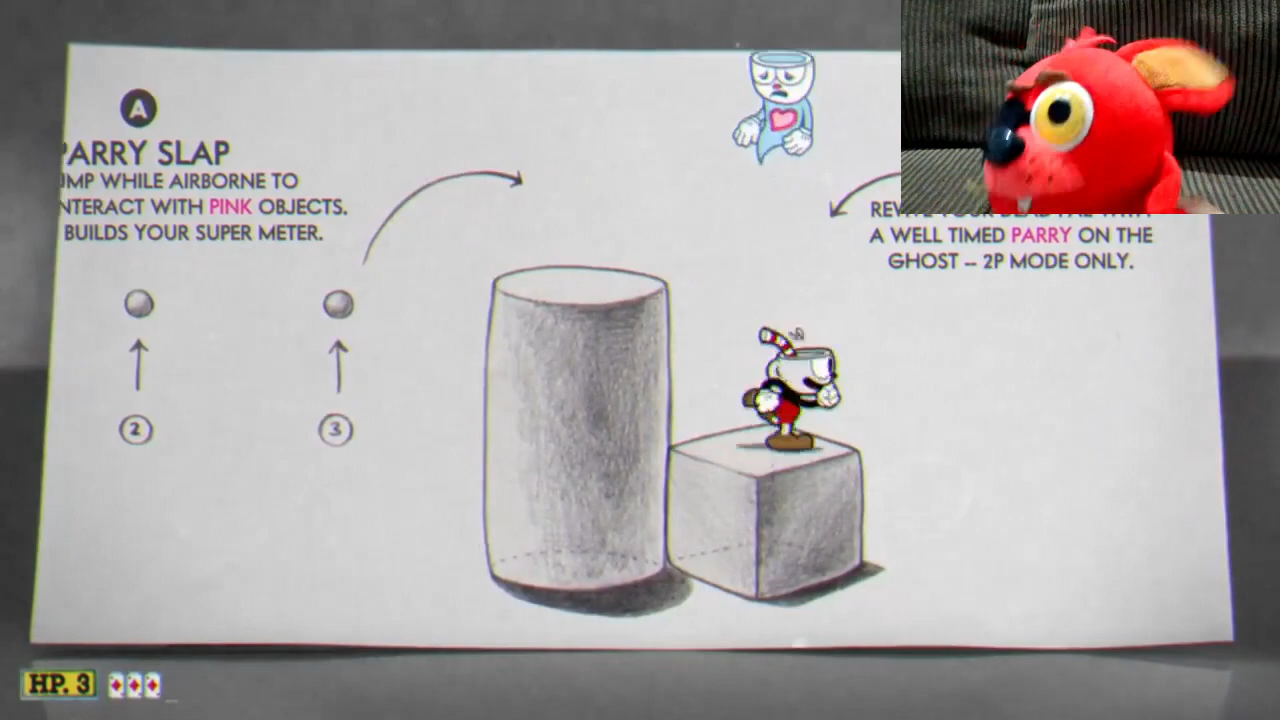 A
PARRY SLAP
UMP WHILE AIRBORNE TO
NTERACT WITH PINK OBJECTS.
BUILDS YOUR SUPER METER.
2
3
A WELL TIMED PARRY ON THE
GHOST -- 2P MODE ONLY.
HP. 3